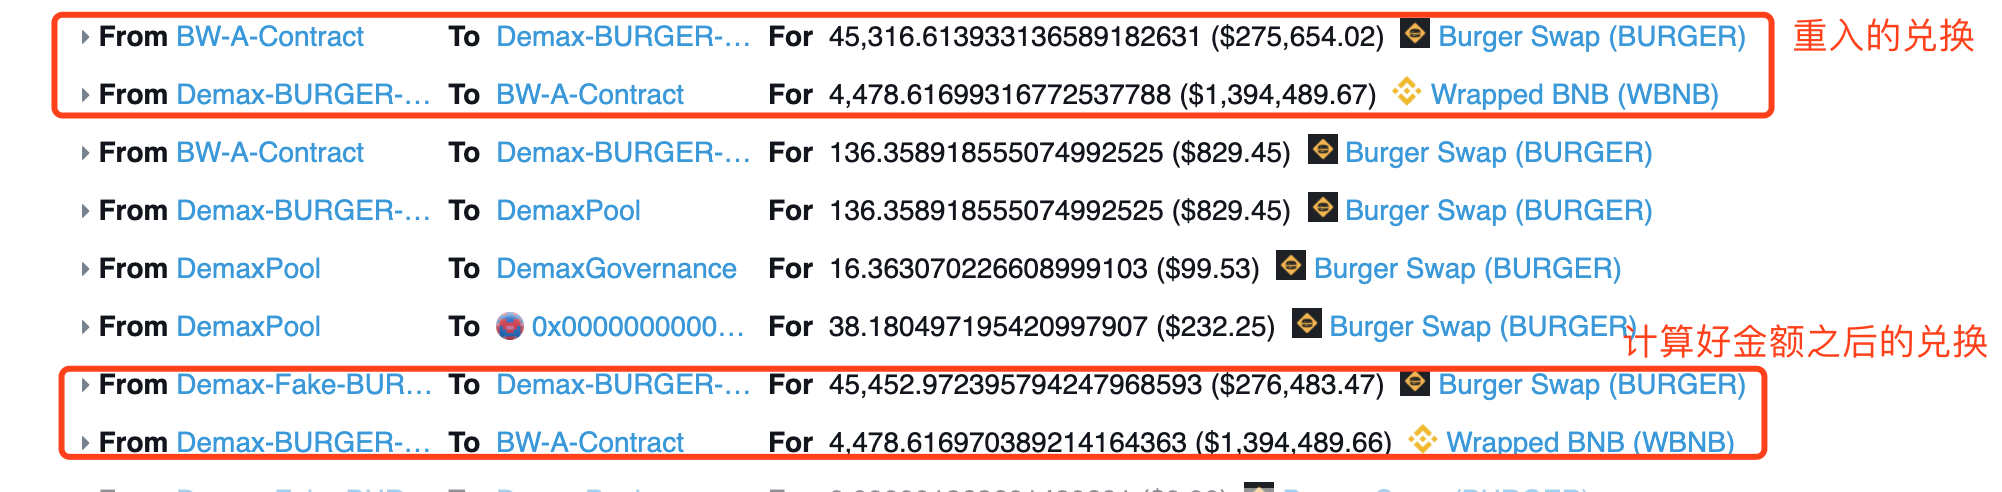 From BW-A-Contract To Demax-BURGER-... For 45,316.613933136589182631 ($275,654.02) Burger Swap (BURGER) 重入的兑换
From Demax-BURGER-... To BW-A-Contract For 4,478.61699316772537788 ($1,394,489.67) Wrapped BNB (WBNB)
From BW-A-Contract To Demax-BURGER-... For 136.358918555074992525 ($829.45) Burger Swap (BURGER)
From Demax-BURGER-... To DemaxPool For 136.358918555074992525 ($829.45) Burger Swap (BURGER)
From DemaxPool To DemaxGovernance For 16.363070226608999103 ($99.53) Burger Swap (BURGER)
From DemaxPool To 0x0000000000... For 38.180497195420997907 ($232.25) Burger Swap (BURGER)
计算好金额之后的兑换
From Demax-Fake-BUR... To Demax-BURGER-... For 45,452.972395794247968593 ($276,483.47) Burger Swap (BURGER)
From Demax-BURGER-... To BW-A-Contract For 4,478.616970389214164363 ($1,394,489.66) Wrapped BNB (WBNB)